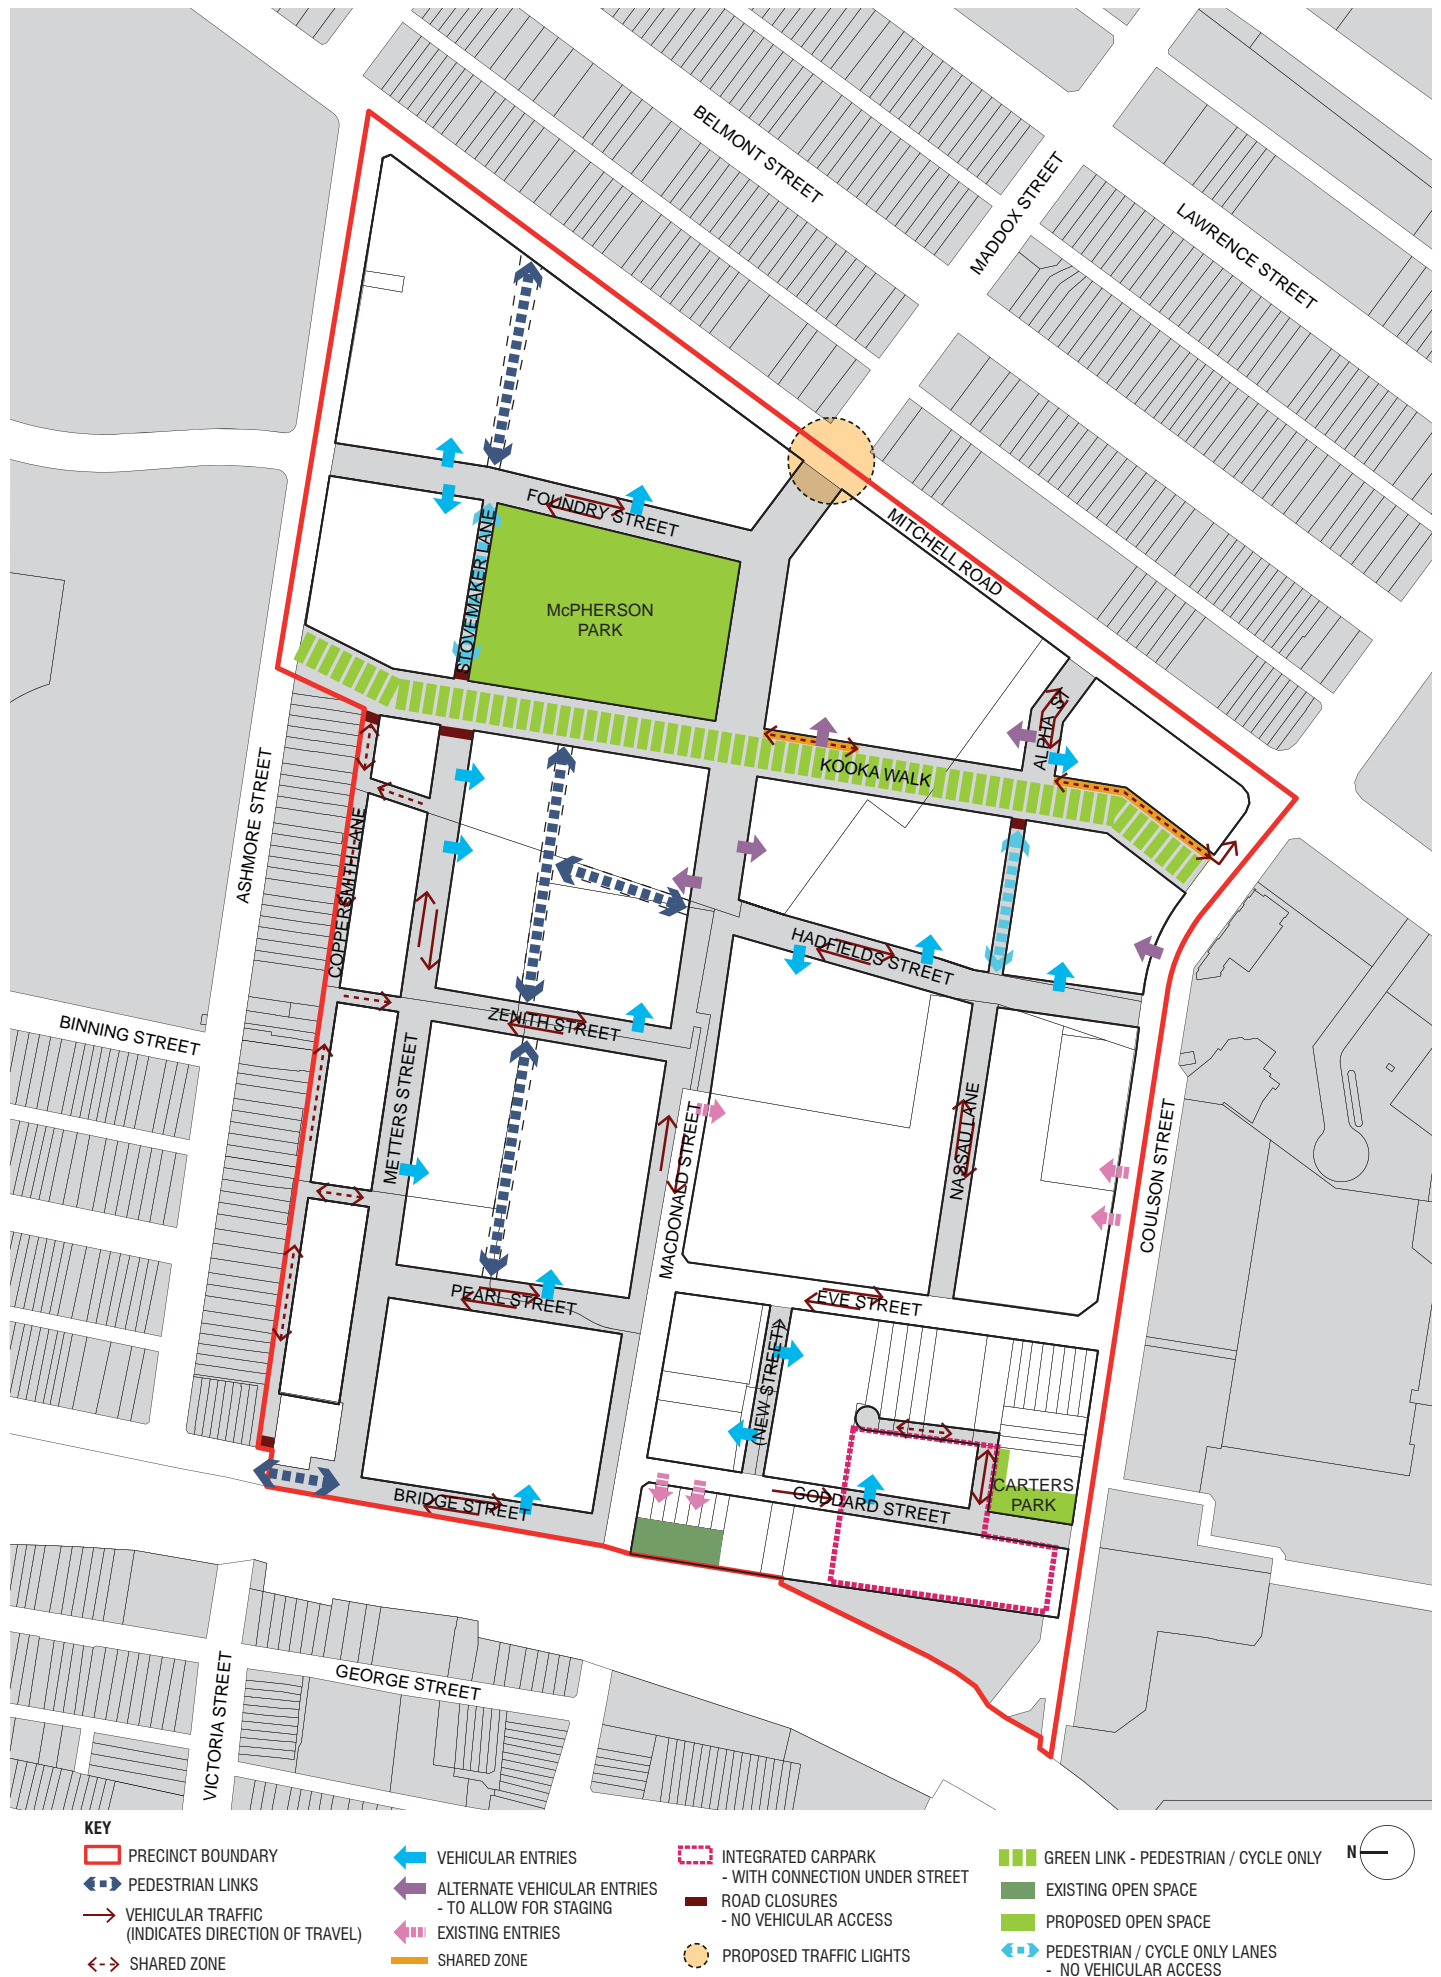 BELMONT STREET
MADDOX STREET
LAWRENCE STREET
FOUNDRY STREET
MITCHELL ROAD
STOVEMAKER LANE
McPHERSON
PARK
ALPHA ST
KOOKA WALK
ASHMORE STREET
COPPERSMITH LANE
HADFIELDS STREET
ZENITH STREET
BINNING STREET
METTERS STREET
MACDONALD STREET
NASSAU LANE
COULSON STREET
PEARL STREET
EVE STREET
(NEW STREET)
CARTERS
PARK
BRIDGE STREET
GODDARD STREET
GEORGE STREET
VICTORIA STREET
KEY
PRECINCT BOUNDARY
PEDESTRIAN LINKS
VEHICULAR TRAFFIC
(INDICATES DIRECTION OF TRAVEL)
SHARED ZONE
VEHICULAR ENTRIES
ALTERNATE VEHICULAR ENTRIES
- TO ALLOW FOR STAGING
EXISTING ENTRIES
SHARED ZONE
INTEGRATED CARPARK
- WITH CONNECTION UNDER STREET
ROAD CLOSURES
- NO VEHICULAR ACCESS
PROPOSED TRAFFIC LIGHTS
GREEN LINK - PEDESTRIAN / CYCLE ONLY
EXISTING OPEN SPACE
PROPOSED OPEN SPACE
PEDESTRIAN / CYCLE ONLY LANES
- NO VEHICULAR ACCESS
N